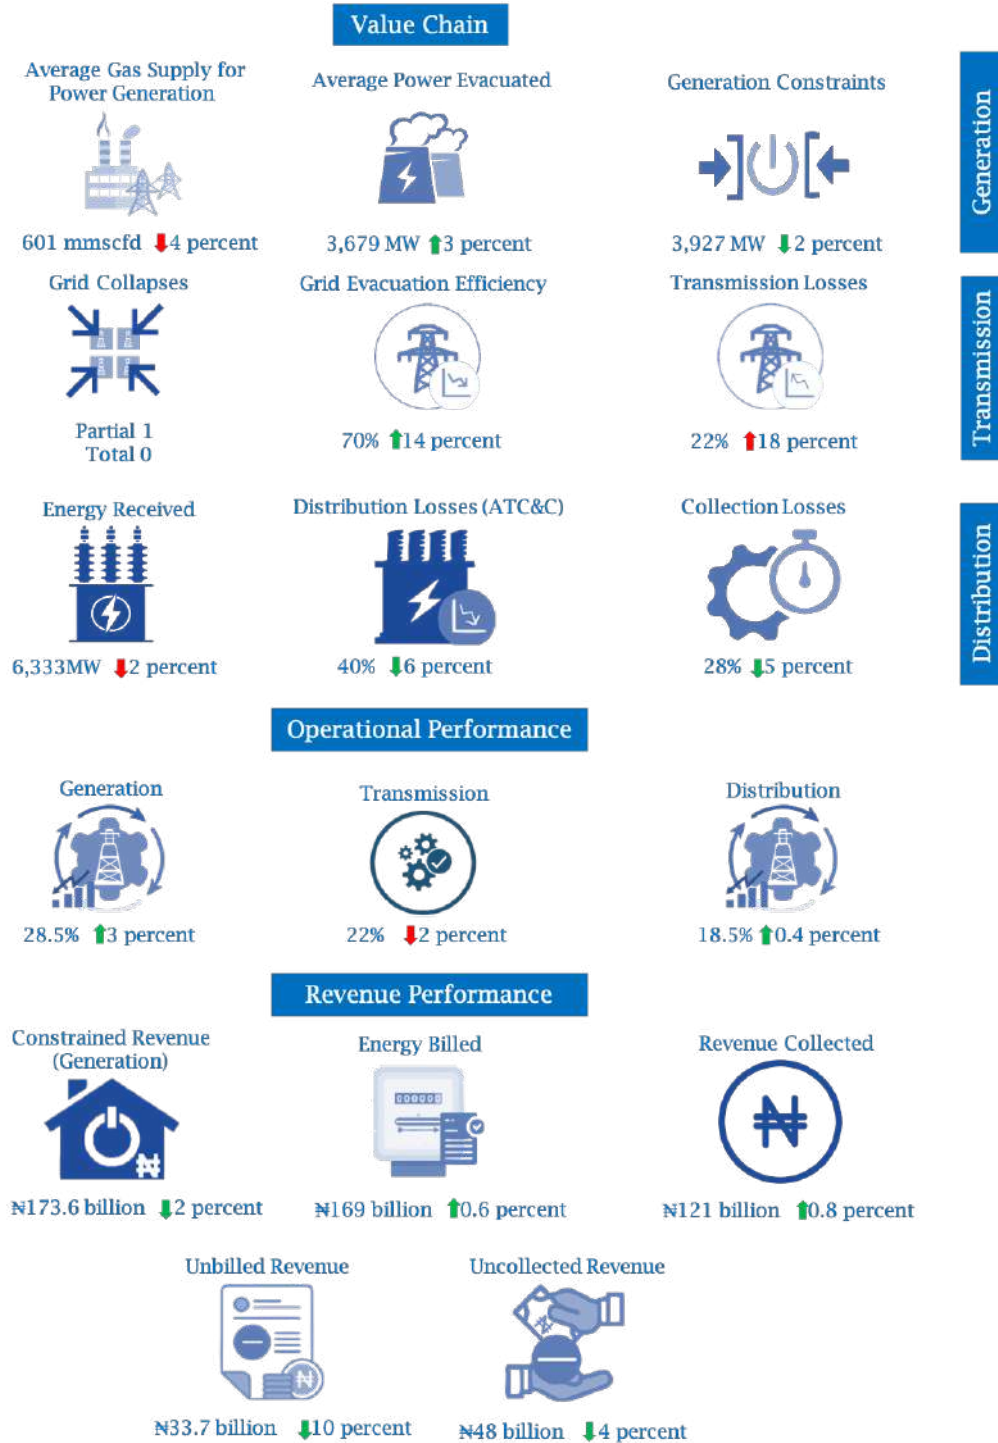 Value Chain
Average Gas Supply for
Power Generation
601 mmscfd ⬇4 percent
Average Power Evacuated
3,679 MW ⬆3 percent
Generation Constraints
3,927 MW ⬇2 percent
Generation
Grid Collapses
Partial 1
Total 0
Grid Evacuation Efficiency
70% ⬆14 percent
Transmission Losses
22% ⬆18 percent
Transmission
Energy Received
6,333MW ⬇2 percent
Distribution Losses (ATC&C)
40% ⬇6 percent
Collection Losses
28% ⬇5 percent
Distribution
Operational Performance
Generation
28.5% ⬆3 percent
Transmission
22% ⬇2 percent
Distribution
18.5% ⬆0.4 percent
Revenue Performance
Constrained Revenue
(Generation)
₦
₦173.6 billion ⬇2 percent
Energy Billed
000000
₦169 billion ⬆0.6 percent
Revenue Collected
₦
₦121 billion ⬆0.8 percent
Unbilled Revenue
₦
₦33.7 billion ⬇10 percent
Uncollected Revenue
₦
₦48 billion ⬇4 percent